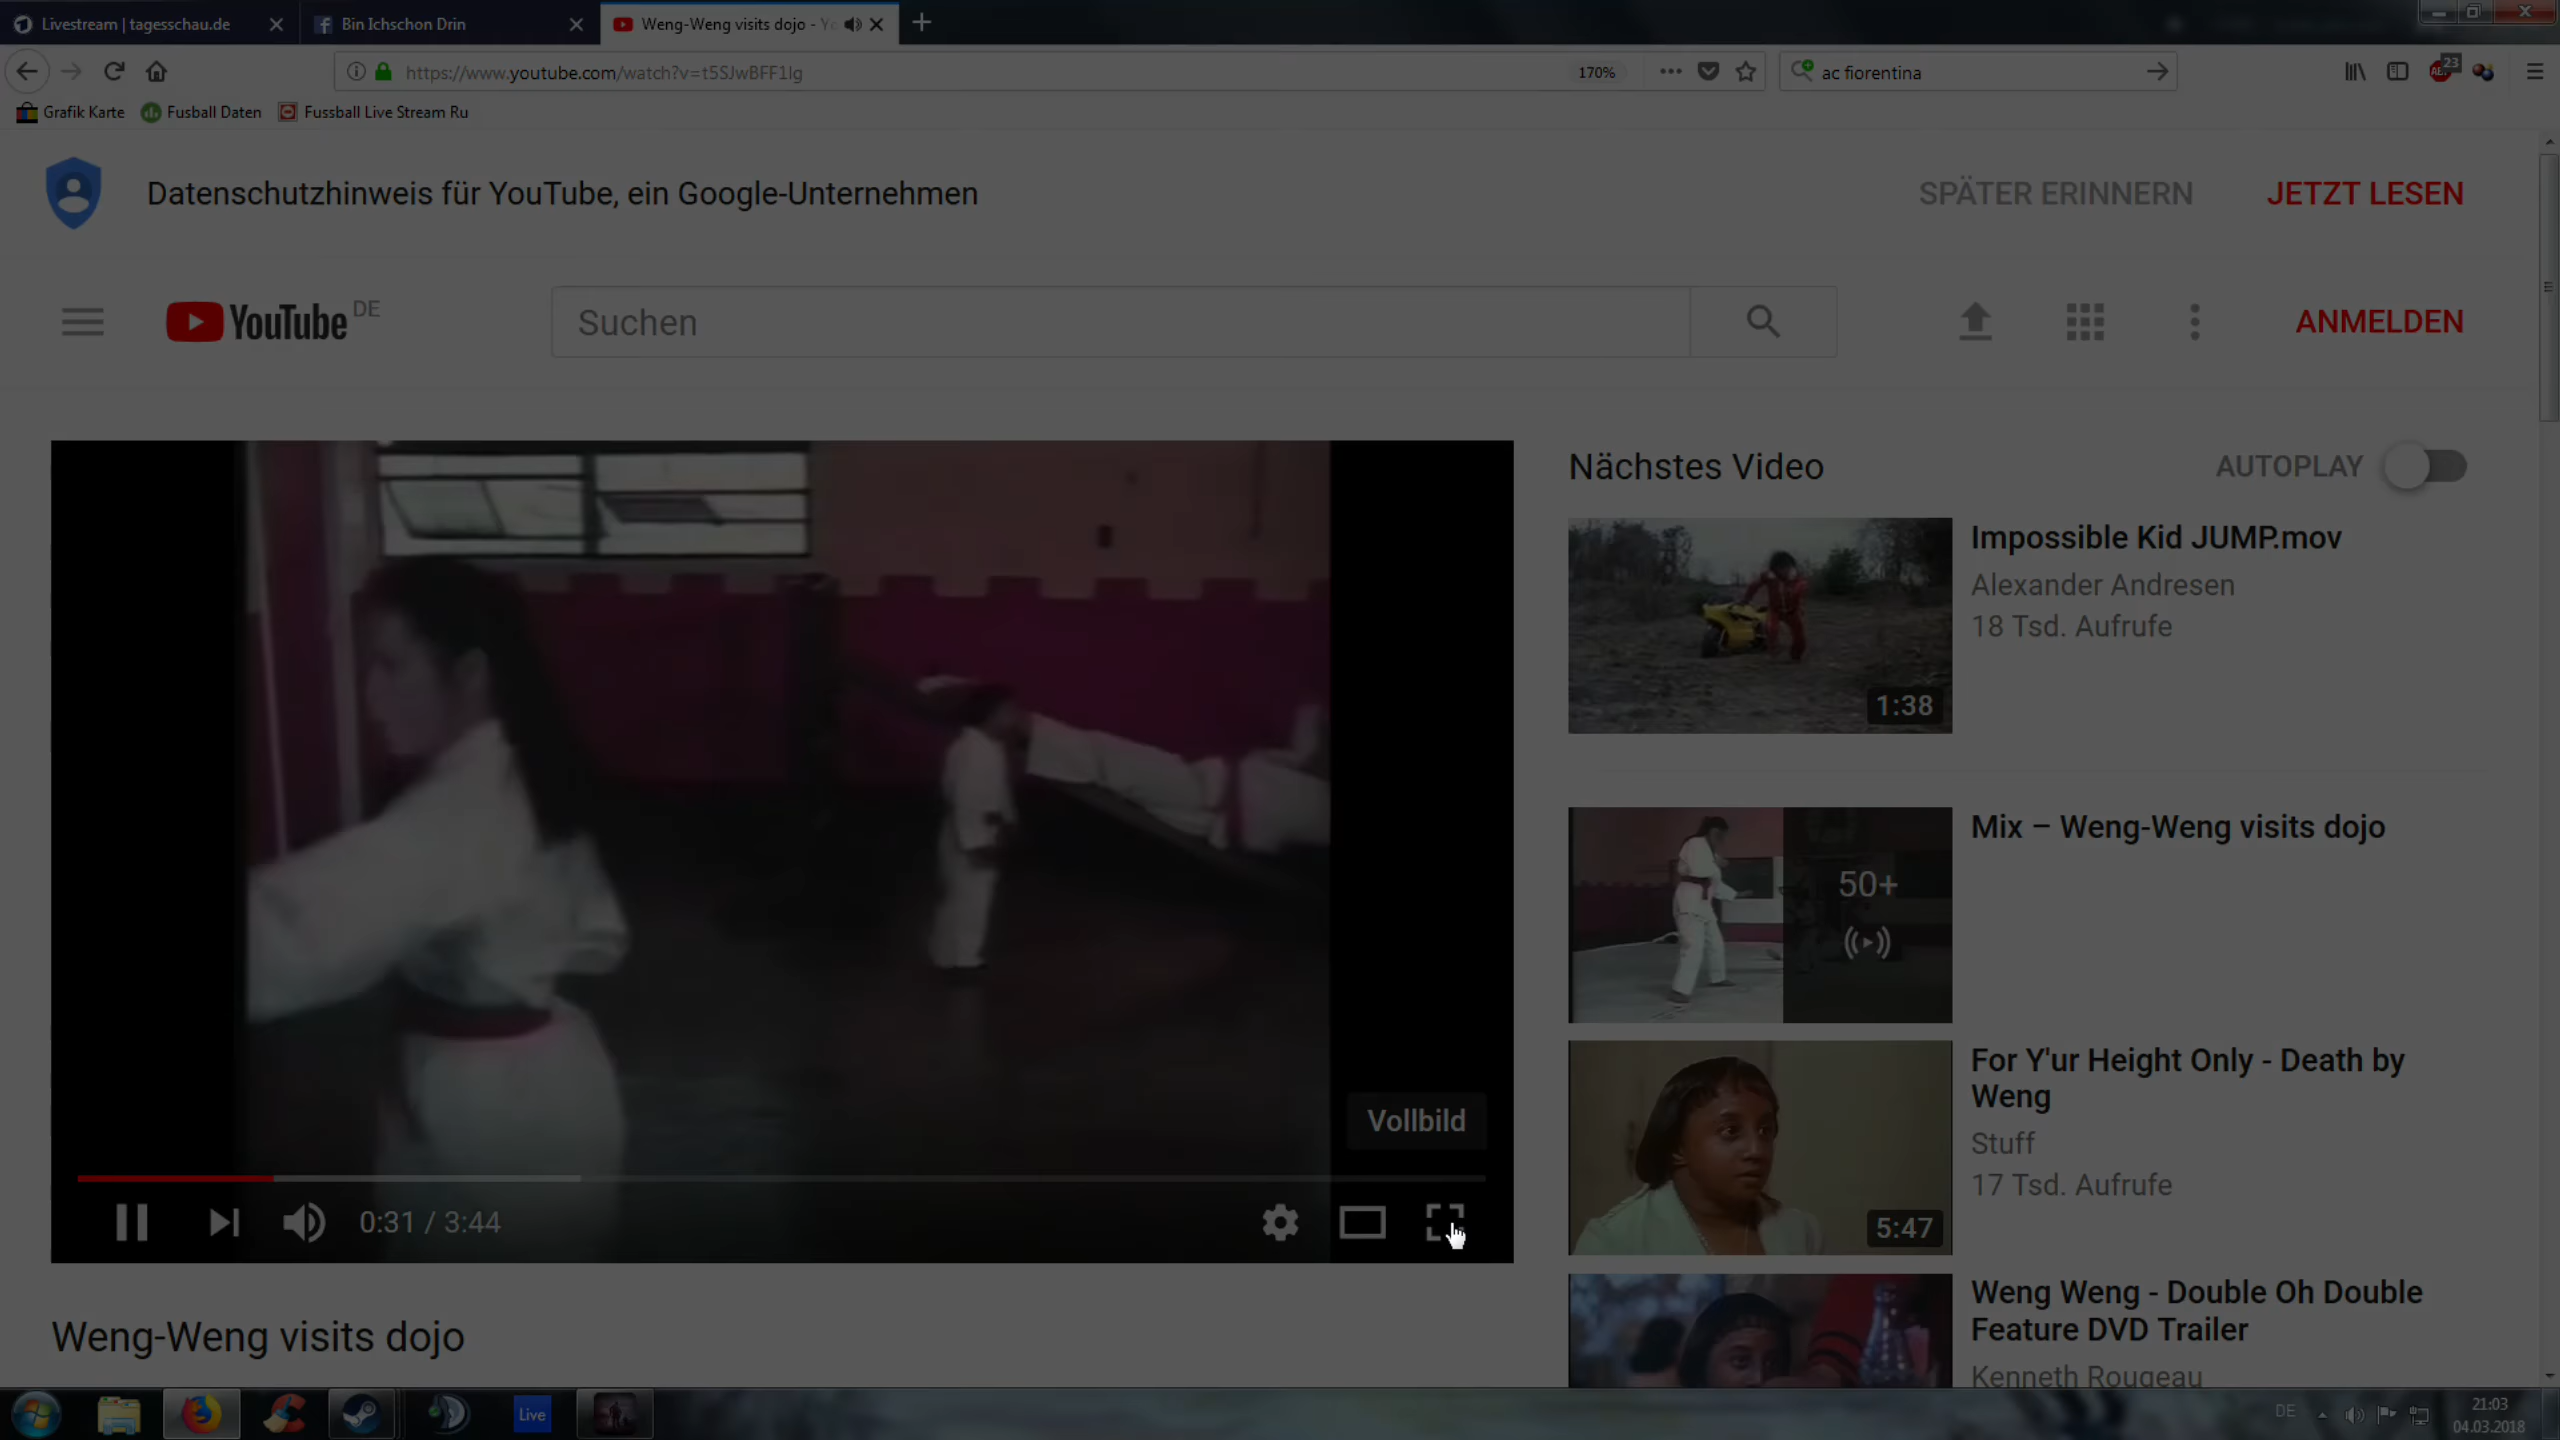 Livestream | tagesschau.de
Bin Ichschon Drin
Weng-Weng visits dojo - Yo
https://www.youtube.com/watch?v=t5SJwBFF1lg
170%
ac fiorentina
23
Grafik Karte
Fusball Daten
Fussball Live Stream Ru
Datenschutzhinweis für YouTube, ein Google-Unternehmen
SPÄTER ERINNERN
JETZT LESEN
YouTube DE
Suchen
ANMELDEN
Nächstes Video
AUTOPLAY
Impossible Kid JUMP.mov
Alexander Andresen
18 Tsd. Aufrufe
1:38
Mix – Weng-Weng visits dojo
50+
For Y'ur Height Only - Death by
Weng
Stuff
17 Tsd. Aufrufe
5:47
Vollbild
0:31 / 3:44
Weng Weng - Double Oh Double
Feature DVD Trailer
Kenneth Rougeau
Weng-Weng visits dojo
Live
DE
21:03
04.03.2018